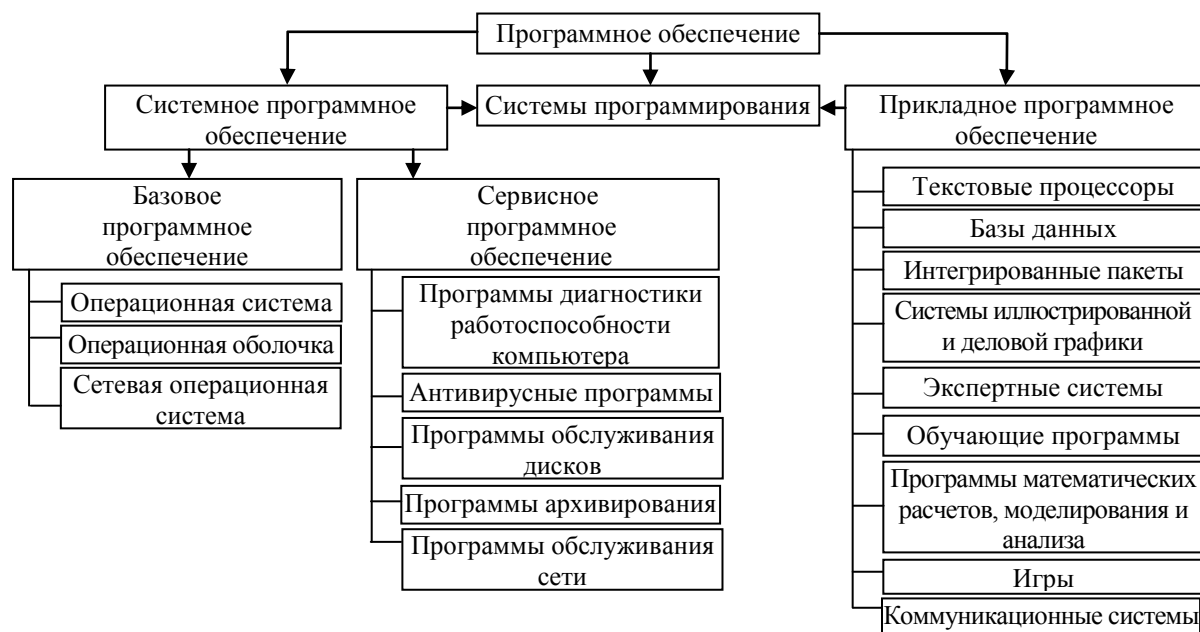 Программное обеспечение
Системное программное
обеспечение
Системы программирования
Прикладное программное
обеспечение
Базовое
программное
обеспечение
Операционная система
Операционная оболочка
Сетевая операционная
система
Сервисное
программное
обеспечение
Программы диагностики
работоспособности
компьютера
Антивирусные программы
Программы обслуживания
дисков
Программы архивирования
Программы обслуживания
сети
Текстовые процессоры
Базы данных
Интегрированные пакеты
Системы иллюстрированной
и деловой графики
Экспертные системы
Обучающие программы
Программы математических
расчетов, моделирования и
анализа
Игры
Коммуникационные системы